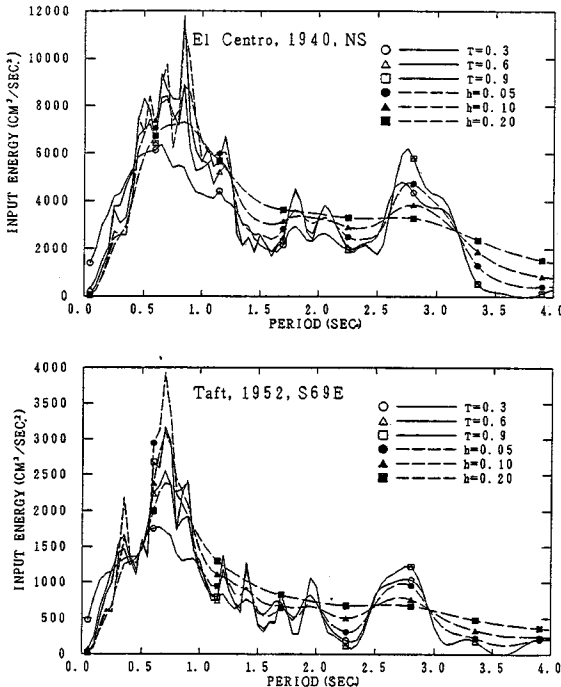 El Centro, 1940, NS
12000
10000
8000
6000
4000
2000
0
INPUT ENERGY (CM²/SEC²)
T=0.3
T=0.6
T=0.9
h=0.05
h=0.10
h=0.20
0.0 0.5 1.0 1.5 2.0 2.5 3.0 3.5 4.0
PERIOD(SEC)
Taft, 1952, S69E
4000
3500
3000
2500
2000
1500
1000
500
0
INPUT ENERGY (CM²/SEC²)
T=0.3
T=0.6
T=0.9
h=0.05
h=0.10
h=0.20
0.0 0.5 1.0 1.5 2.0 2.5 3.0 3.5 4.0
PERIOD(SEC)